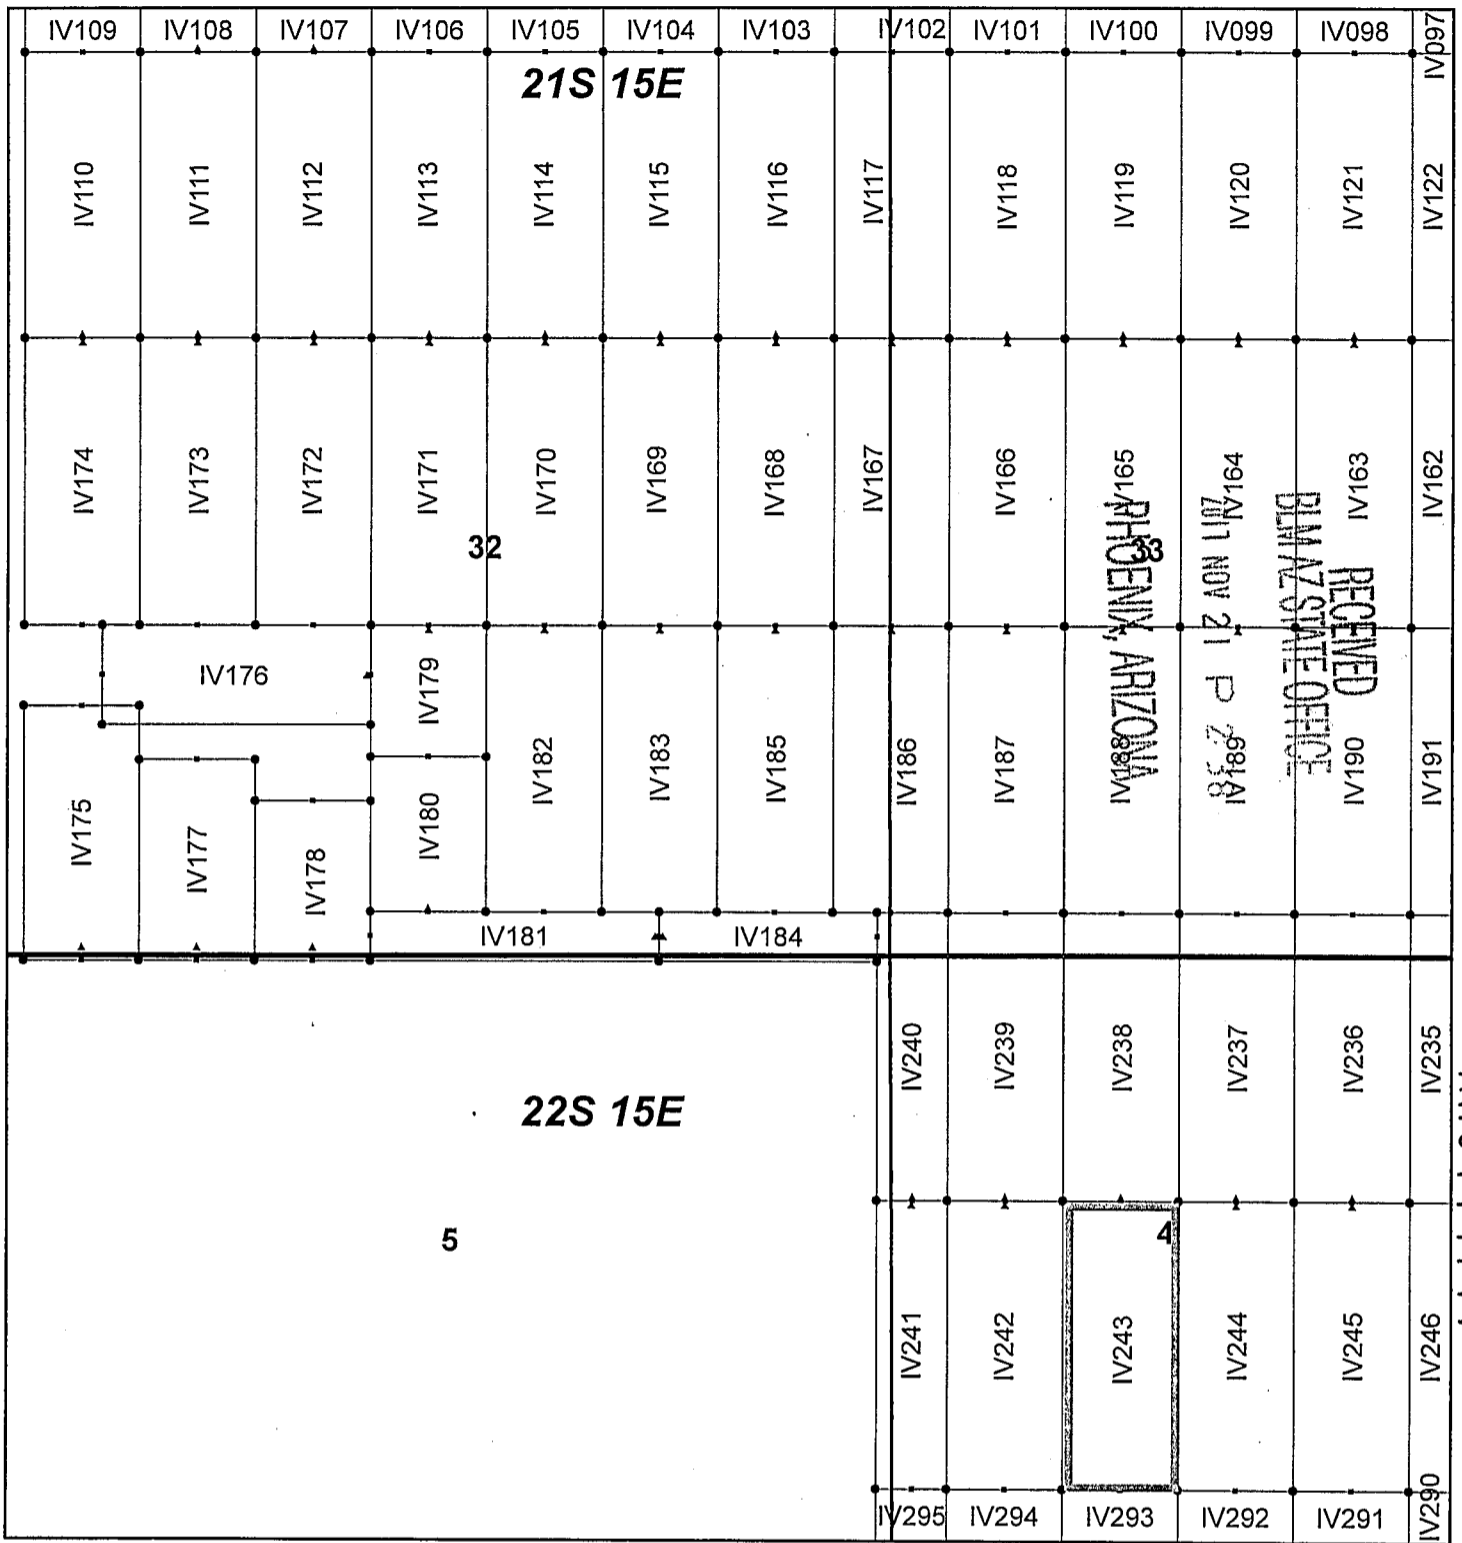 IV109 IV108 IV107 IV106 IV105 IV104 IV103 IV102 IV101 IV100 IV099 IV098 IV097
21S 15E
IV110 IV111 IV112 IV113 IV114 IV115 IV116 IV117 IV118 IV119 IV120 IV121 IV122
IV174 IV173 IV172 IV171 IV170 IV169 IV168 IV167 IV166 IV165 IV164 IV163 IV162
32
33
RECEIVED
BLM AZ STATE OFFICE
2011 NOV 21 P 2:38
PHOENIX, ARIZONA
IV176
IV179
IV175 IV177 IV178 IV180 IV182 IV183 IV185 IV186 IV187 IV188 IV189 IV190 IV191
IV181 IV184
IV240 IV239 IV238 IV237 IV236 IV235
22S 15E
5
4
IV241 IV242 IV243 IV244 IV245 IV246
IV295 IV294 IV293 IV292 IV291 IV290